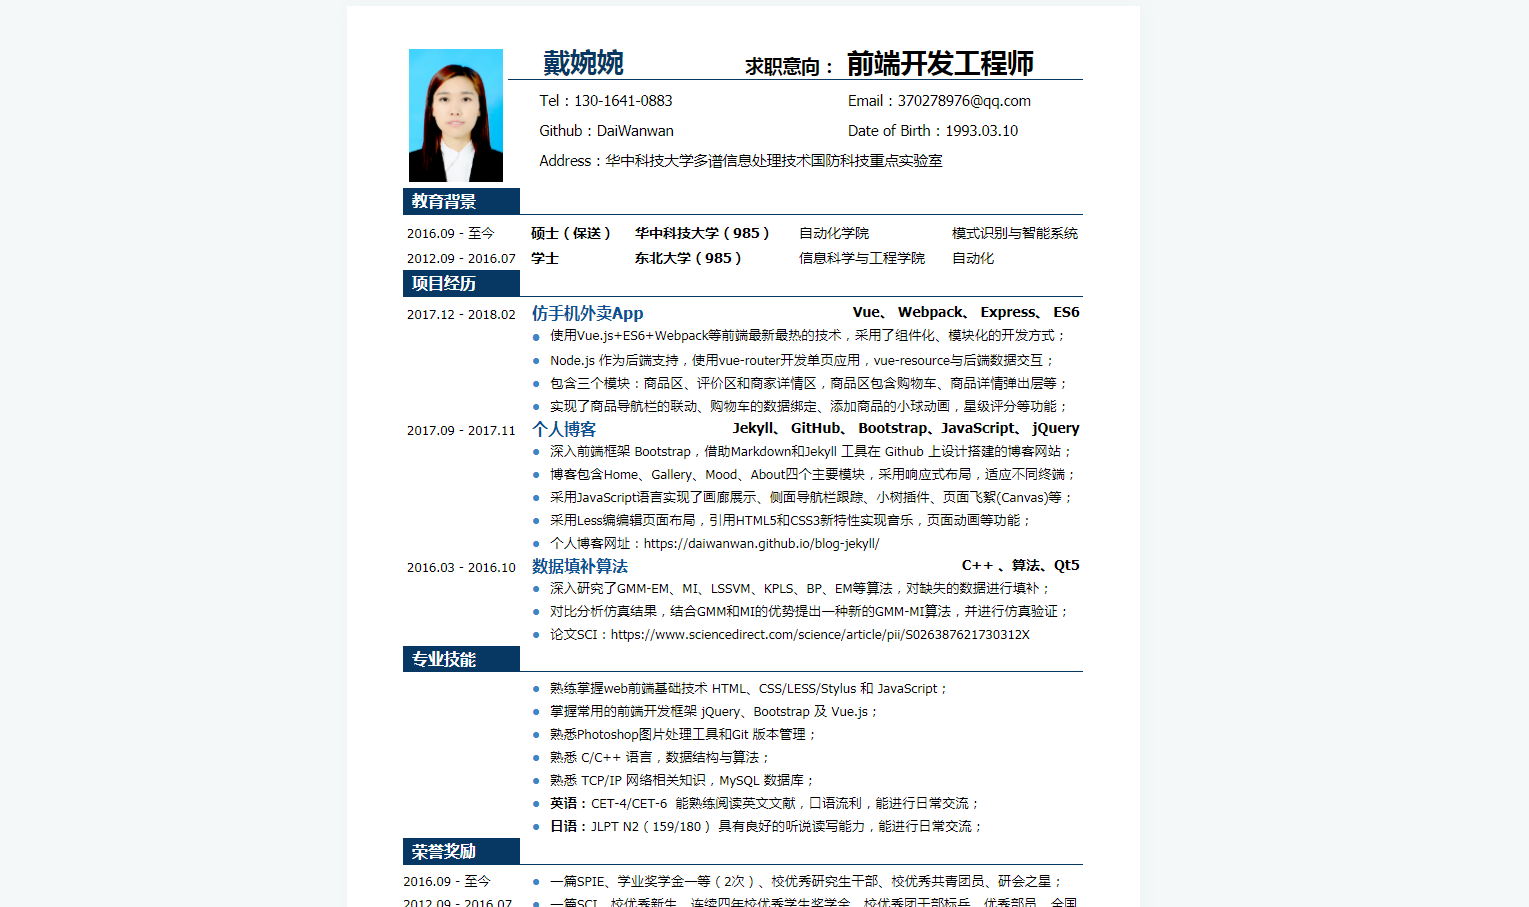 戴婉婉 求职意向： 前端开发工程师
Tel：130-1641-0883 Email：370278976@qq.com
Github：DaiWanwan Date of Birth：1993.03.10
Address：华中科技大学多谱信息处理技术国防科技重点实验室
教育背景
2016.09 - 至今 硕士（保送） 华中科技大学（985） 自动化学院 模式识别与智能系统
2012.09 - 2016.07 学士 东北大学（985） 信息科学与工程学院 自动化
项目经历
2017.12 - 2018.02 仿手机外卖App Vue、 Webpack、 Express、 ES6
使用Vue.js+ES6+Webpack等前端最新最热的技术，采用了组件化、模块化的开发方式；
Node.js 作为后端支持，使用vue-router开发单页应用，vue-resource与后端数据交互；
包含三个模块：商品区、评价区和商家详情区，商品区包含购物车、商品详情弹出层等；
实现了商品导航栏的联动、购物车的数据绑定、添加商品的小球动画，星级评分等功能；
2017.09 - 2017.11 个人博客 Jekyll、 GitHub、 Bootstrap、JavaScript、 jQuery
深入前端框架 Bootstrap，借助Markdown和Jekyll 工具在 Github 上设计搭建的博客网站；
博客包含Home、Gallery、Mood、About四个主要模块，采用响应式布局，适应不同终端；
采用JavaScript语言实现了画廊展示、侧面导航栏跟踪、小树插件、页面飞絮(Canvas)等；
采用Less编编辑页面布局，引用HTML5和CSS3新特性实现音乐，页面动画等功能；
个人博客网址：https://daiwanwan.github.io/blog-jekyll/
2016.03 - 2016.10 数据填补算法 C++ 、算法、Qt5
深入研究了GMM-EM、MI、LSSVM、KPLS、BP、EM等算法，对缺失的数据进行填补；
对比分析仿真结果，结合GMM和MI的优势提出一种新的GMM-MI算法，并进行仿真验证；
论文SCI：https://www.sciencedirect.com/science/article/pii/S026387621730312X
专业技能
熟练掌握web前端基础技术 HTML、CSS/LESS/Stylus 和 JavaScript；
掌握常用的前端开发框架 jQuery、Bootstrap 及 Vue.js；
熟悉Photoshop图片处理工具和Git 版本管理；
熟悉 C/C++ 语言，数据结构与算法；
熟悉 TCP/IP 网络相关知识，MySQL 数据库；
英语：CET-4/CET-6 能熟练阅读英文文献，口语流利，能进行日常交流；
日语：JLPT N2（159/180） 具有良好的听说读写能力，能进行日常交流；
荣誉奖励
2016.09 - 至今 一篇SPIE、学业奖学金一等（2次）、校优秀研究生干部、校优秀共青团员、研会之星；
2012.09 - 2016.07 一篇SCI、校优秀新生、连续四年校优秀学生奖学金、校优秀团干部标兵、优秀部员、全国